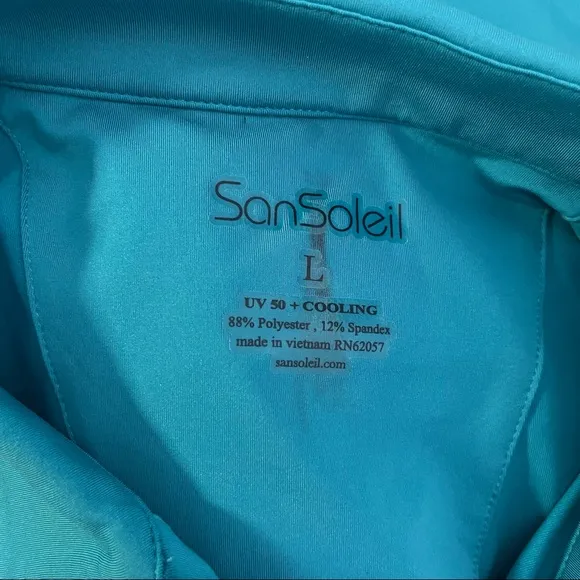 SanSoleil
L
UV 50 + COOLING
88% Polyester , 12% Spandex
made in vietnam RN62057
sansoleil.com